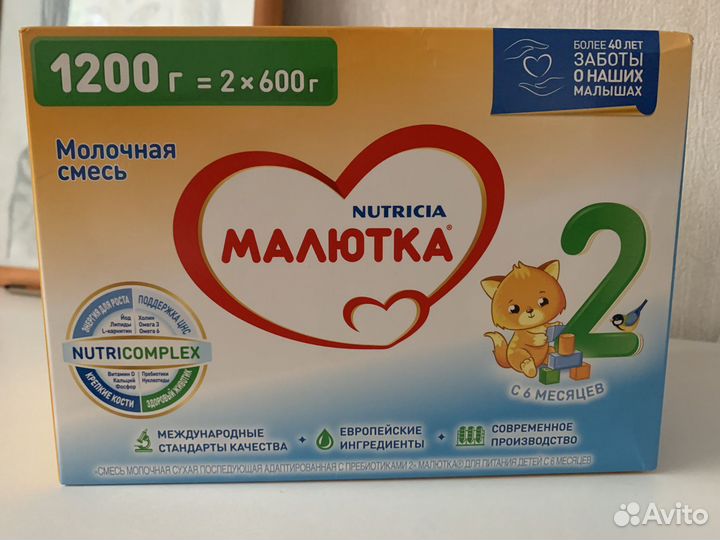 1200 г = 2×600 г
БОЛЕЕ 40 ЛЕТ
ЗАБОТЫ
О НАШИХ
МАЛЫШАХ
Молочная
смесь
NUTRICIA
МАЛЮТКА®
2
С 6 МЕСЯЦЕВ
ЭНЕРГИЯ ДЛЯ РОСТА
ПОДДЕРЖКА ЦНС
Йод
Липиды
L-карнитин
Холин
Омега 3
Омега 6
NUTRICOMPLEX
Витамин D
Кальций
Фосфор
Пребиотики
Нуклеотиды
КРЕПКИЕ КОСТИ
ЗДОРОВЫЙ ЖИВОТИК
МЕЖДУНАРОДНЫЕ
СТАНДАРТЫ КАЧЕСТВА
ЕВРОПЕЙСКИЕ
ИНГРЕДИЕНТЫ
СОВРЕМЕННОЕ
ПРОИЗВОДСТВО
«СМЕСЬ МОЛОЧНАЯ СУХАЯ ПОСЛЕДУЮЩАЯ АДАПТИРОВАННАЯ С ПРЕБИОТИКАМИ 2» МАЛЮТКА® ДЛЯ ПИТАНИЯ ДЕТЕЙ С 6 МЕСЯЦЕВ
Avito